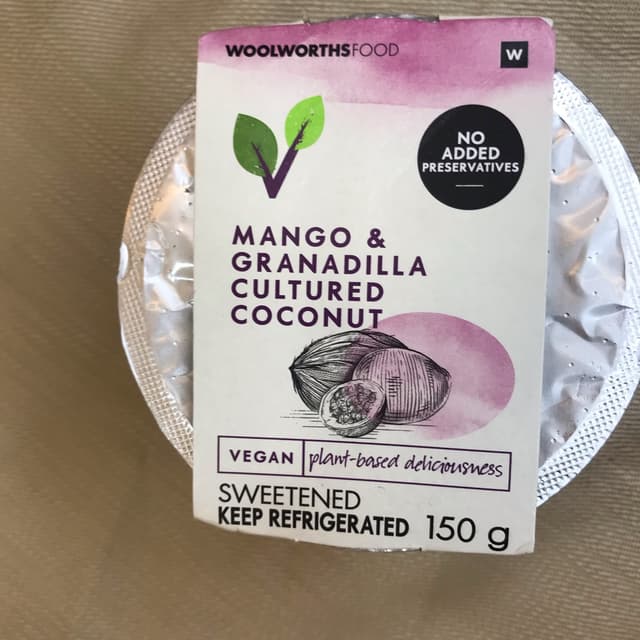 WOOLWORTHSFOOD
W
NO
ADDED
PRESERVATIVES
MANGO &
GRANADILLA
CULTURED
COCONUT
VEGAN plant-based deliciousness
SWEETENED
KEEP REFRIGERATED 150 g